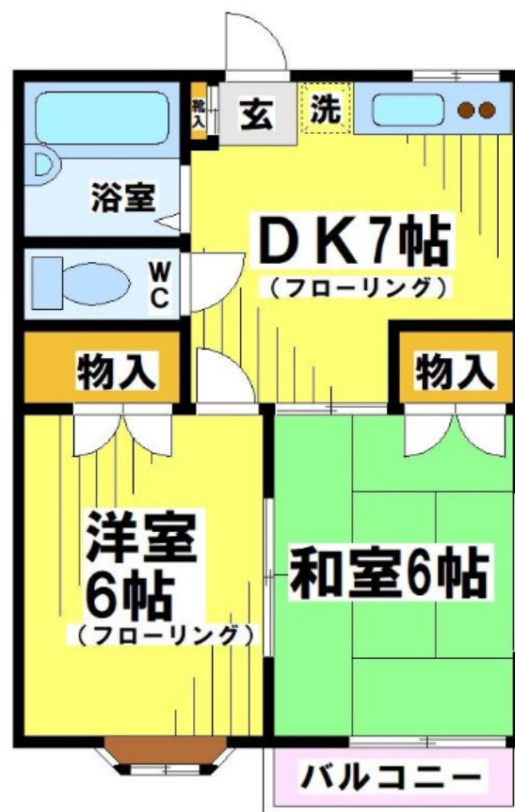 靴入
玄
洗
浴室
DK7帖
(フローリング)
WC
物入
物入
洋室
6帖
(フローリング)
和室6帖
バルコニー